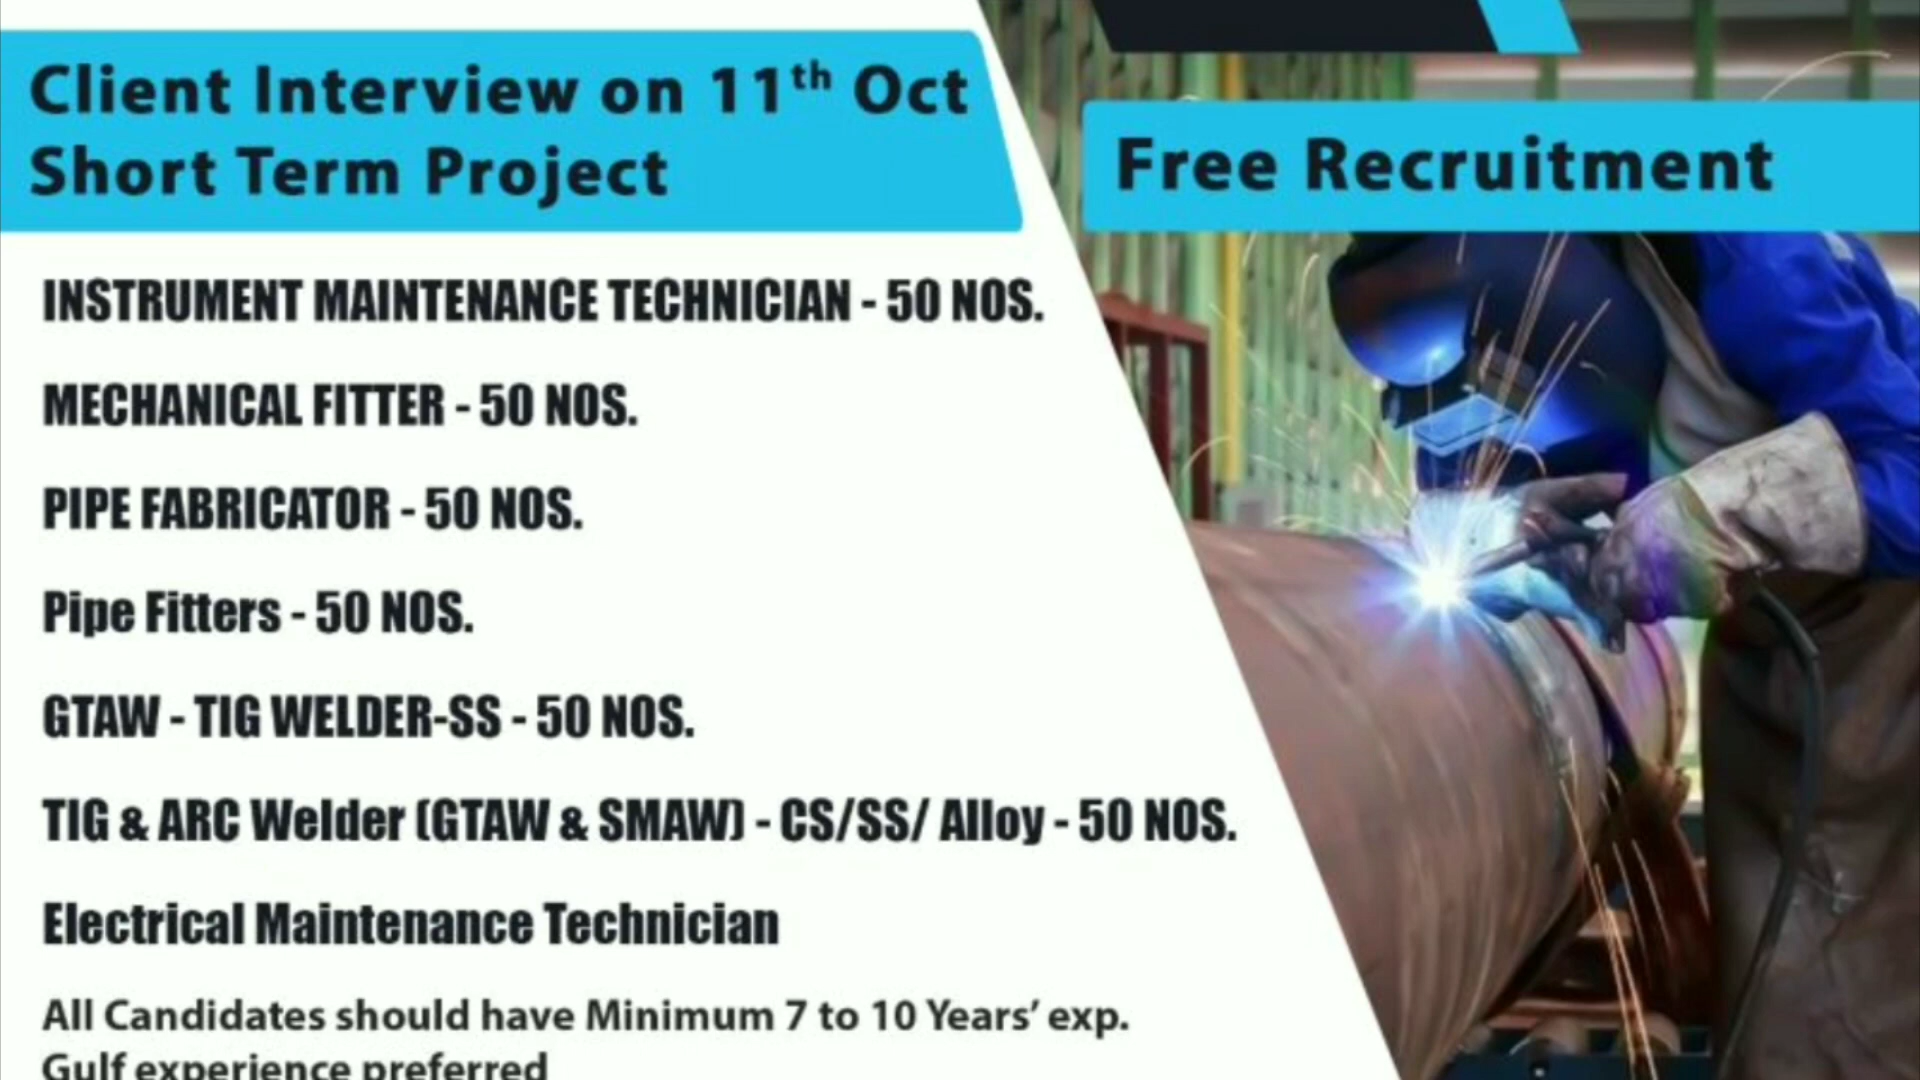 Client Interview on 11th Oct
Short Term Project
Free Recruitment
INSTRUMENT MAINTENANCE TECHNICIAN - 50 NOS.
MECHANICAL FITTER - 50 NOS.
PIPE FABRICATOR - 50 NOS.
Pipe Fitters - 50 NOS.
GTAW - TIG WELDER-SS - 50 NOS.
TIG & ARC Welder (GTAW & SMAW) - CS/SS/ Alloy - 50 NOS.
Electrical Maintenance Technician
All Candidates should have Minimum 7 to 10 Years’ exp.
Gulf experience preferred